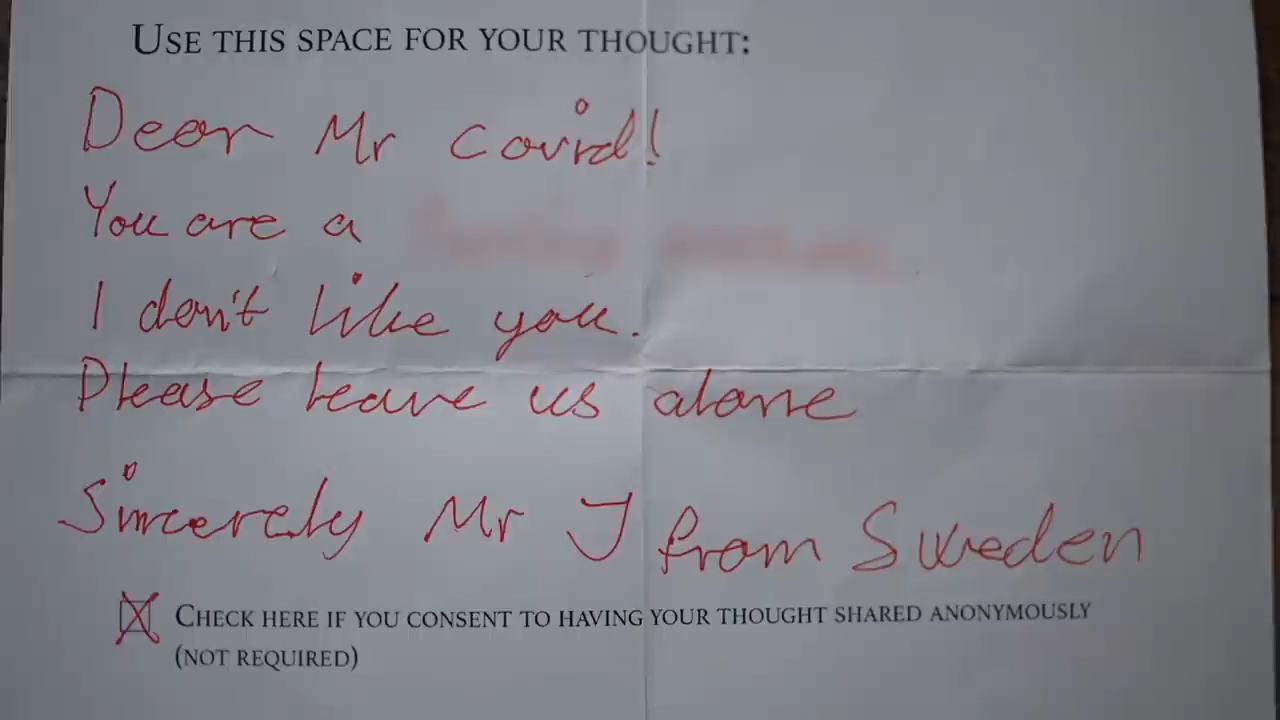 USE THIS SPACE FOR YOUR THOUGHT:
Dear Mr Covid!
You are a
I don't like you.
Please leave us alone
Sincerely Mr J from Sweden
CHECK HERE IF YOU CONSENT TO HAVING YOUR THOUGHT SHARED ANONYMOUSLY
(NOT REQUIRED)